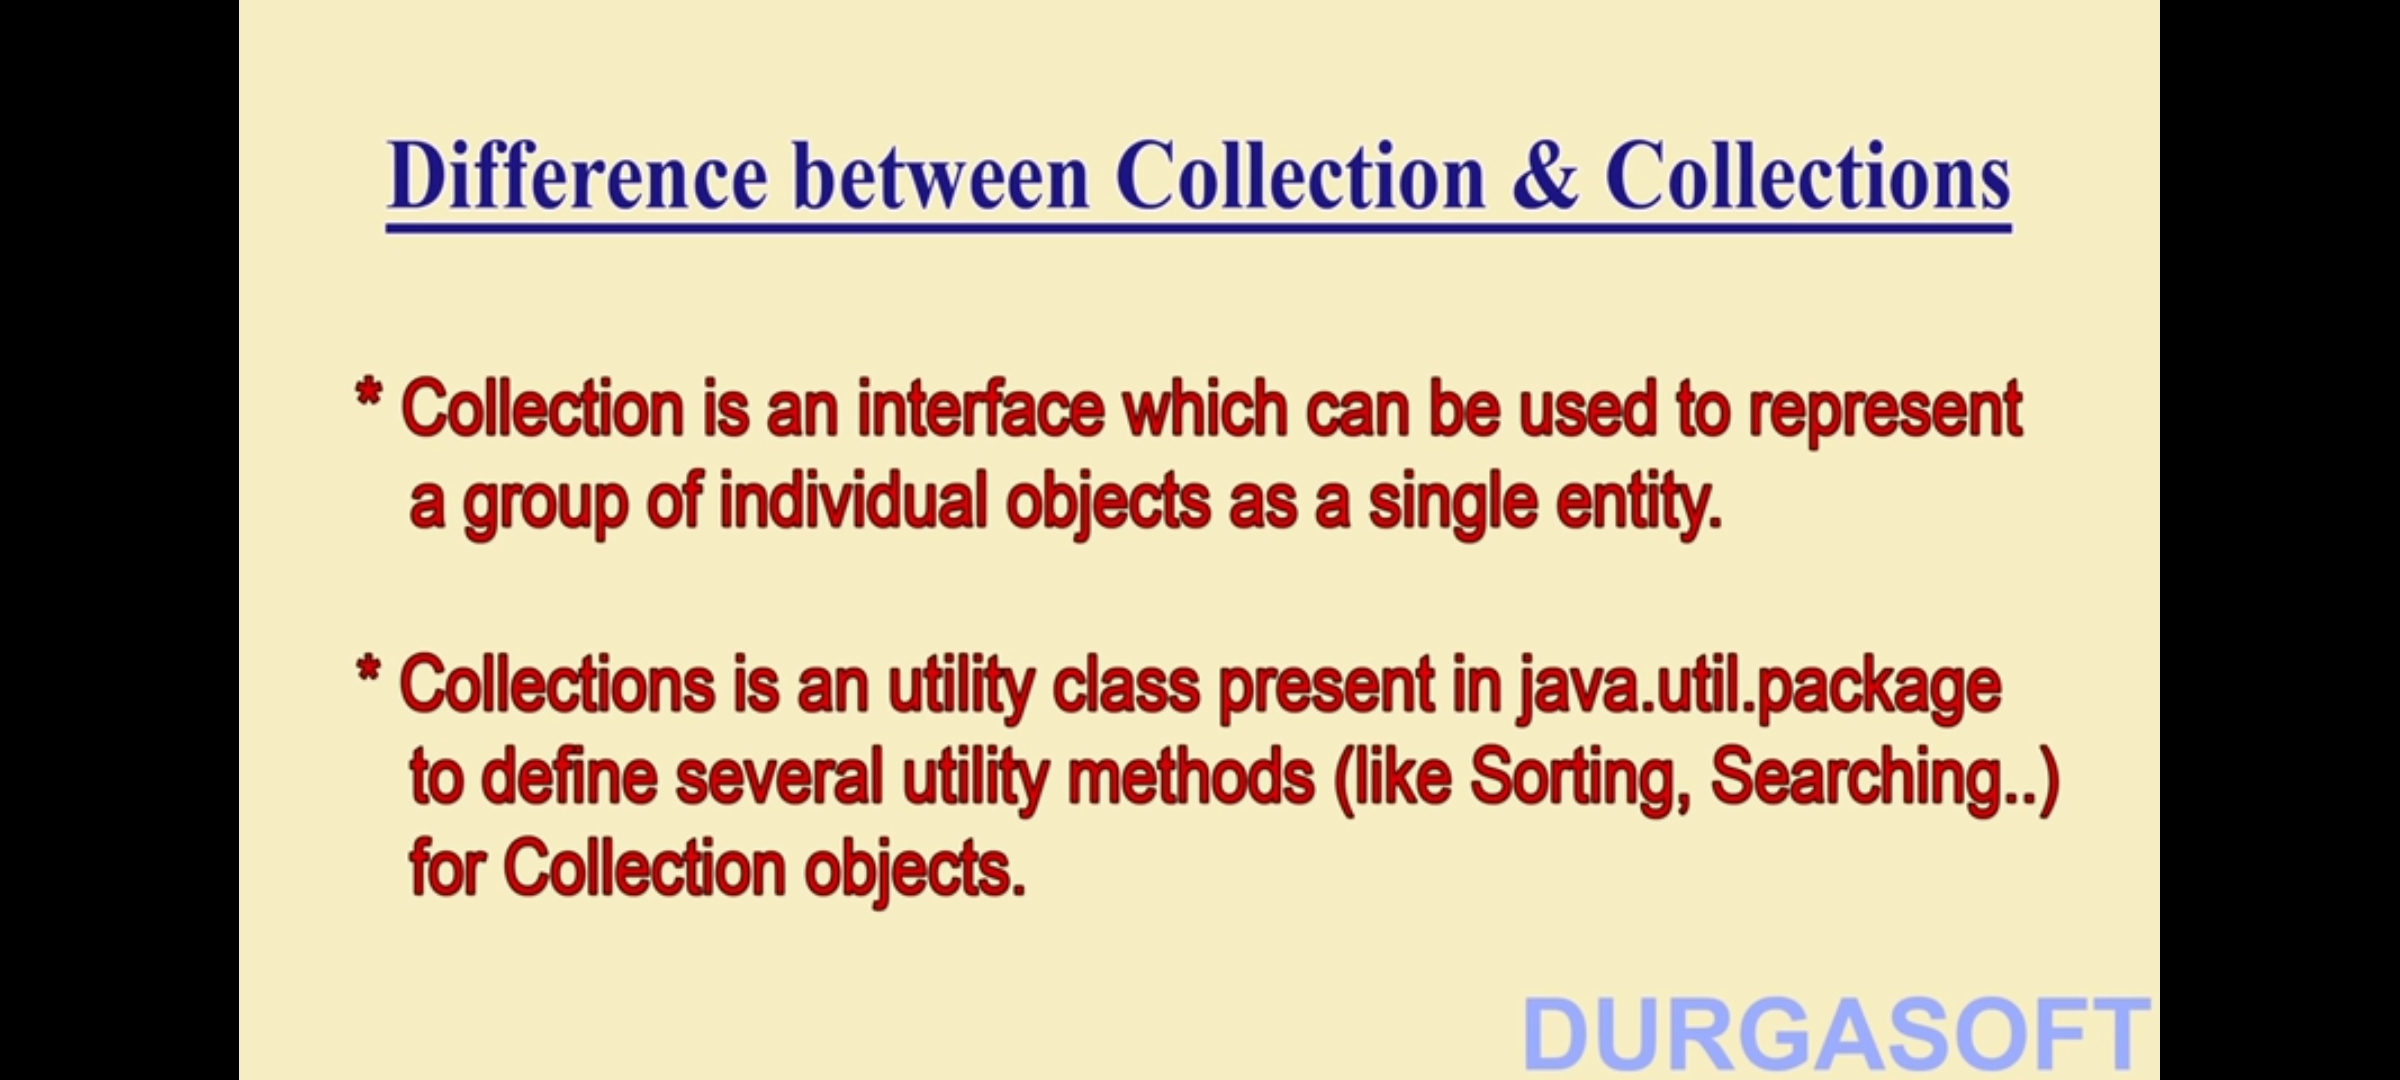 Difference between Collection & Collections
* Collection is an interface which can be used to represent
a group of individual objects as a single entity.
* Collections is an utility class present in java.util.package
to define several utility methods (like Sorting, Searching..)
for Collection objects.
DURGASOFT